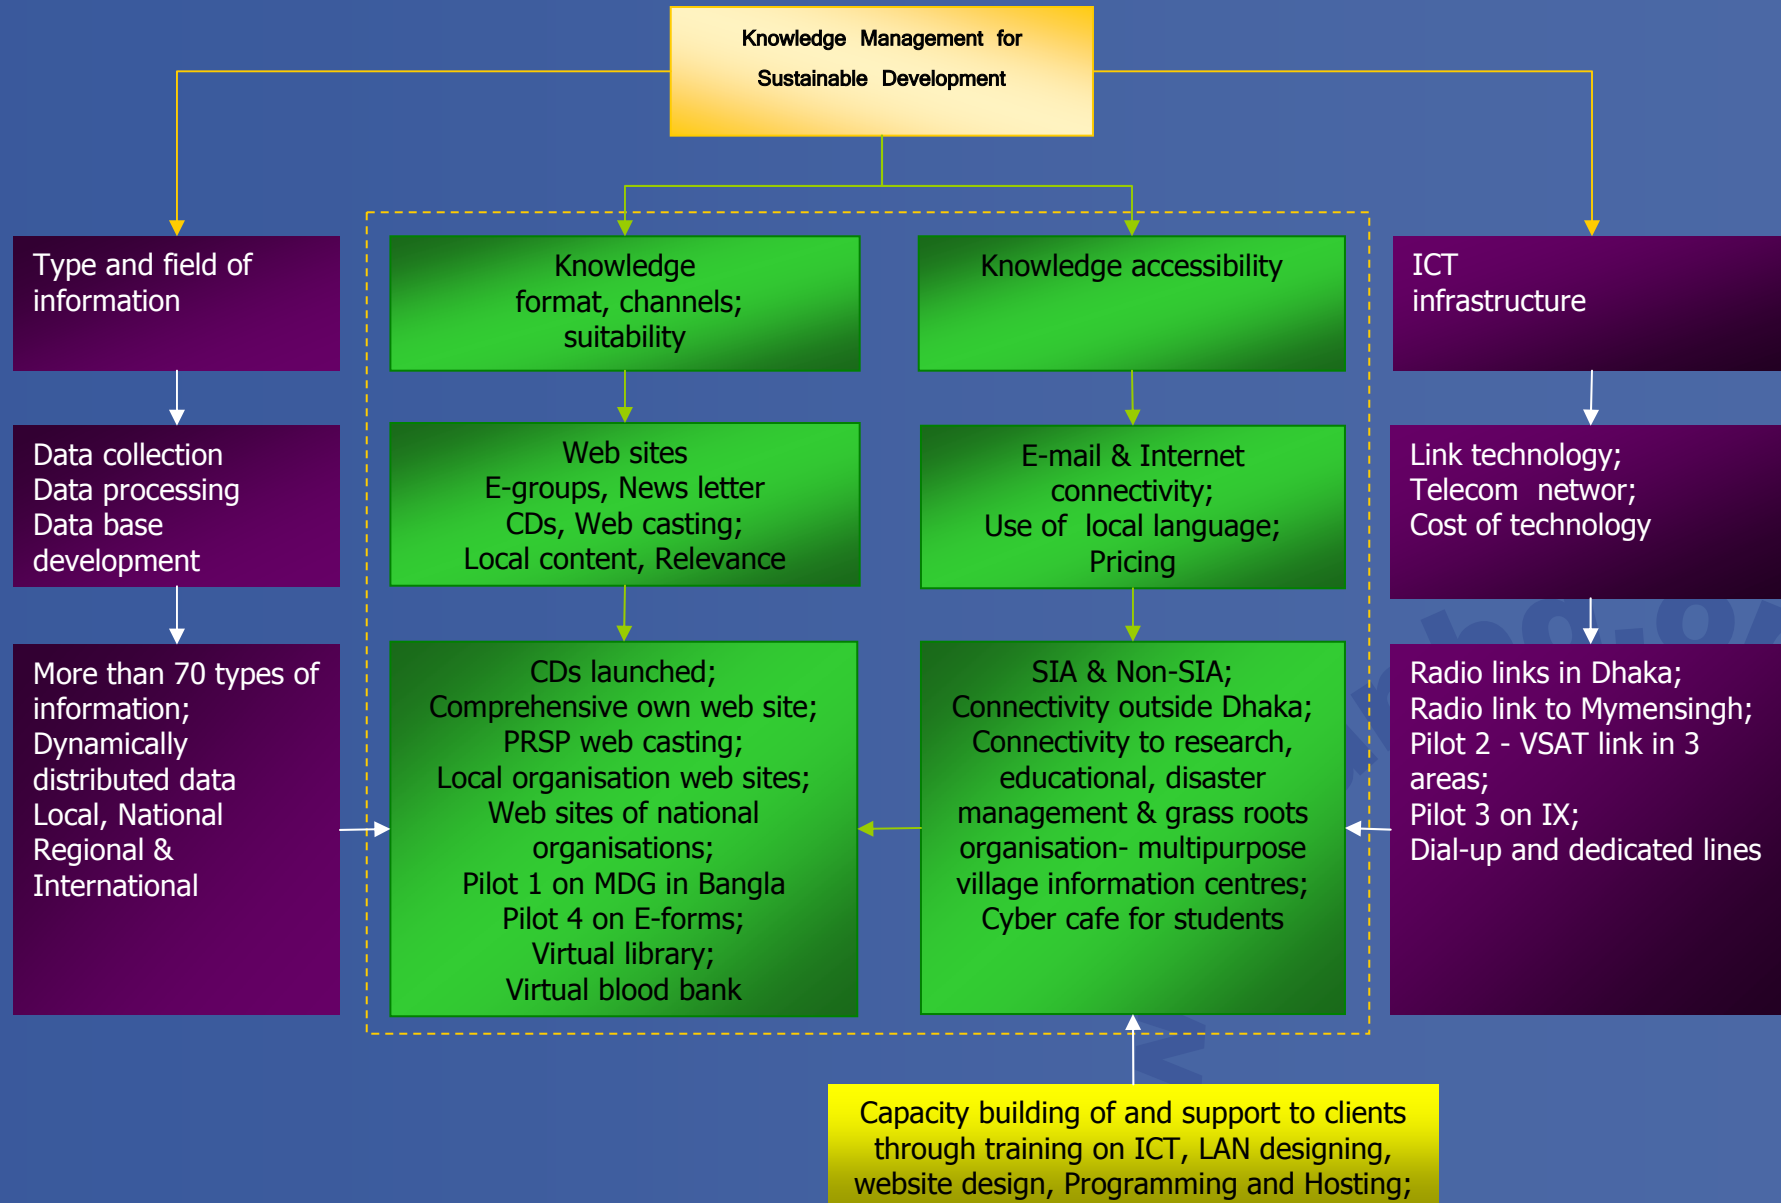 Knowledge Management for
Sustainable Development
Type and field of
information
Knowledge
format, channels;
suitability
Knowledge accessibility
ICT
infrastructure
Data collection
Data processing
Data base
development
Web sites
E-groups, News letter
CDs, Web casting;
Local content, Relevance
E-mail & Internet
connectivity;
Use of local language;
Pricing
Link technology;
Telecom networ;
Cost of technology
More than 70 types of
information;
Dynamically
distributed data
Local, National
Regional &
International
CDs launched;
Comprehensive own web site;
PRSP web casting;
Local organisation web sites;
Web sites of national
organisations;
Pilot 1 on MDG in Bangla
Pilot 4 on E-forms;
Virtual library;
Virtual blood bank
SIA & Non-SIA;
Connectivity outside Dhaka;
Connectivity to research,
educational, disaster
management & grass roots
organisation- multipurpose
village information centres;
Cyber cafe for students
Radio links in Dhaka;
Radio link to Mymensingh;
Pilot 2 - VSAT link in 3
areas;
Pilot 3 on IX;
Dial-up and dedicated lines
Capacity building of and support to clients
through training on ICT, LAN designing,
website design, Programming and Hosting;